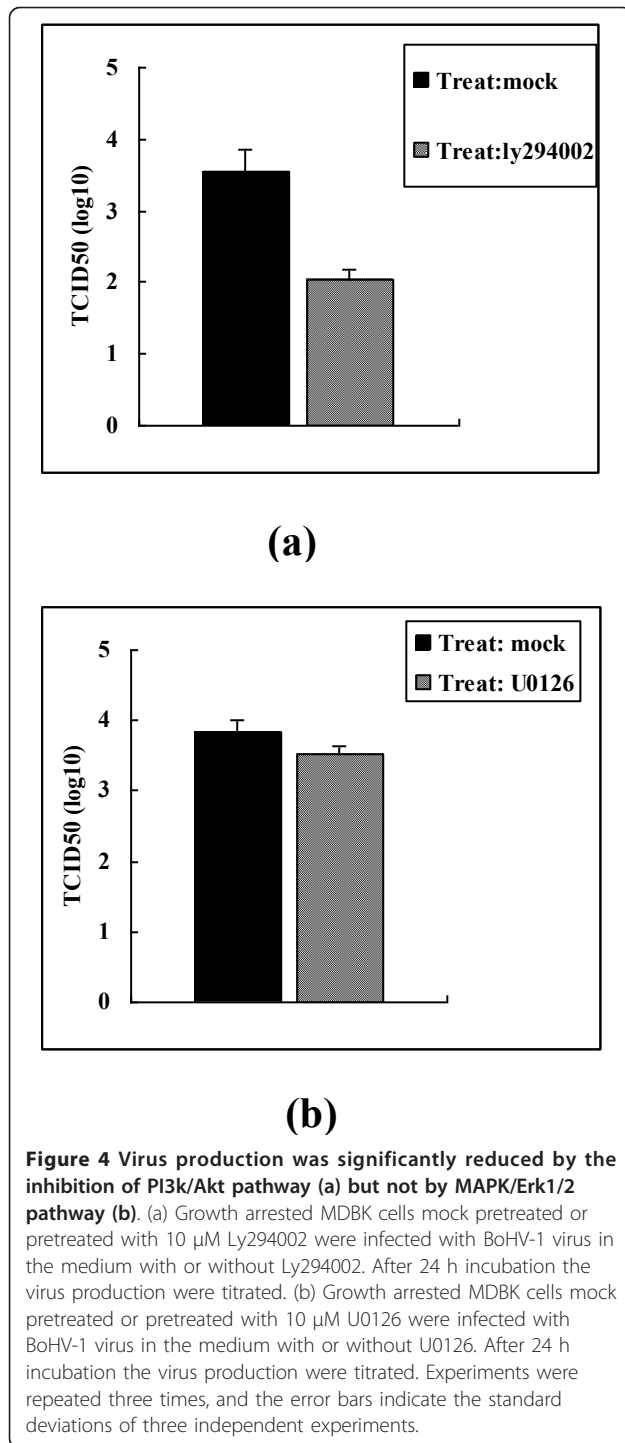 5
4
3
2
1
0
TCID50 (log10)
Treat:mock
Treat:ly294002
(a)
5
4
3
2
1
0
TCID50 (log10)
Treat: mock
Treat: U0126
(b)
Figure 4 Virus production was significantly reduced by the
inhibition of PI3k/Akt pathway (a) but not by MAPK/Erk1/2
pathway (b). (a) Growth arrested MDBK cells mock pretreated or
pretreated with 10 μM Ly294002 were infected with BoHV-1 virus in
the medium with or without Ly294002. After 24 h incubation the
virus production were titrated. (b) Growth arrested MDBK cells mock
pretreated or pretreated with 10 μM U0126 were infected with
BoHV-1 virus in the medium with or without U0126. After 24 h
incubation the virus production were titrated. Experiments were
repeated three times, and the error bars indicate the standard
deviations of three independent experiments.